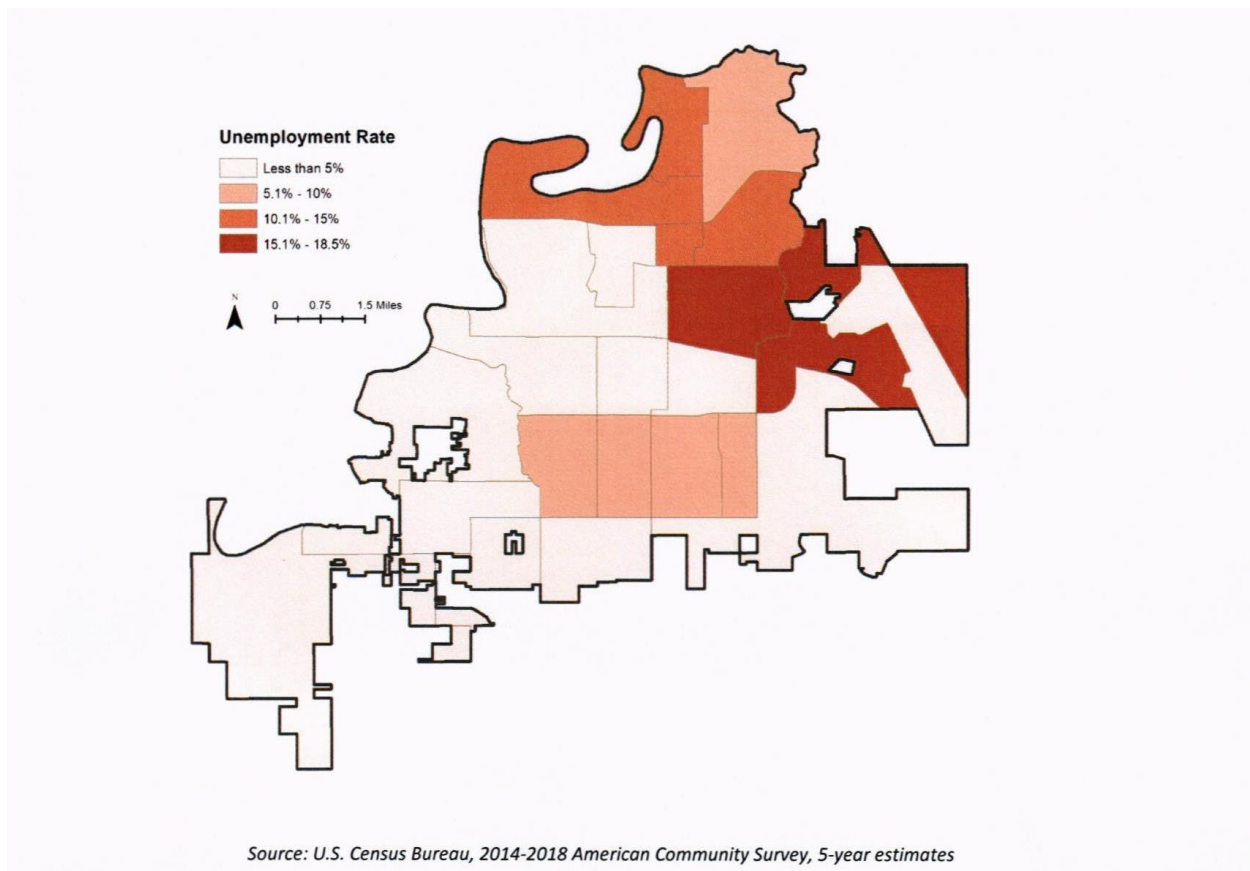 Unemployment Rate
Less than 5%
5.1% - 10%
10.1% - 15%
15.1% - 18.5%
N
0 0.75 1.5 Miles
Source: U.S. Census Bureau, 2014-2018 American Community Survey, 5-year estimates